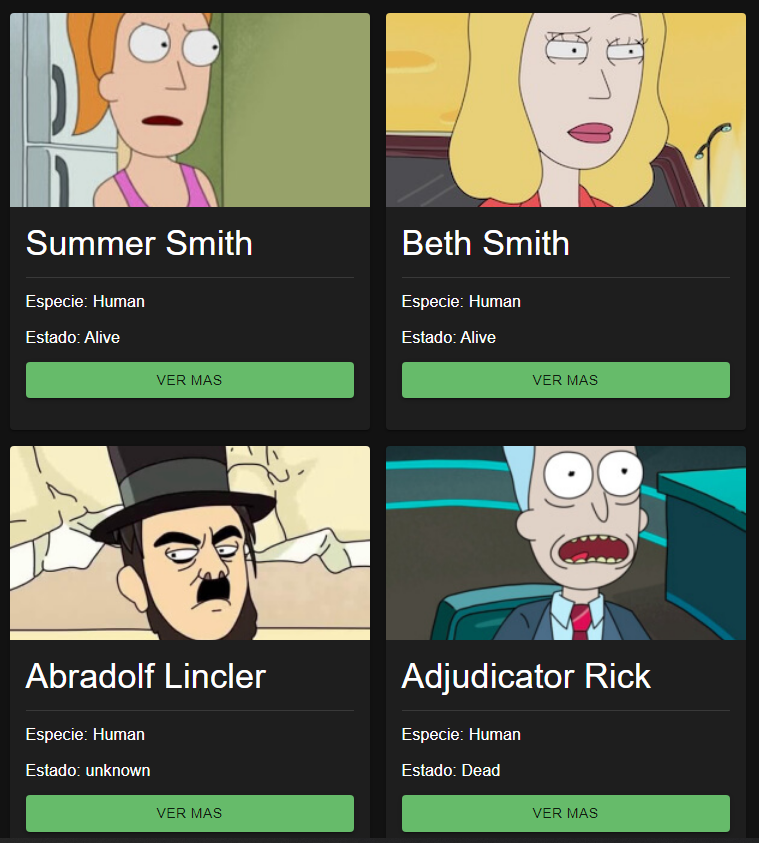 Summer Smith
Especie: Human
Estado: Alive
VER MAS
Beth Smith
Especie: Human
Estado: Alive
VER MAS
Abradolf Lincler
Especie: Human
Estado: unknown
VER MAS
Adjudicator Rick
Especie: Human
Estado: Dead
VER MAS